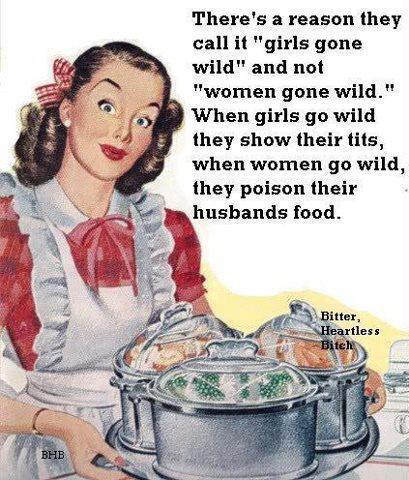 There's a reason they
call it "girls gone
wild" and not
"women gone wild."
When girls go wild
they show their tits,
when women go wild,
they poison their
husbands food.
Bitter,
Heartless
Bitch
BHB